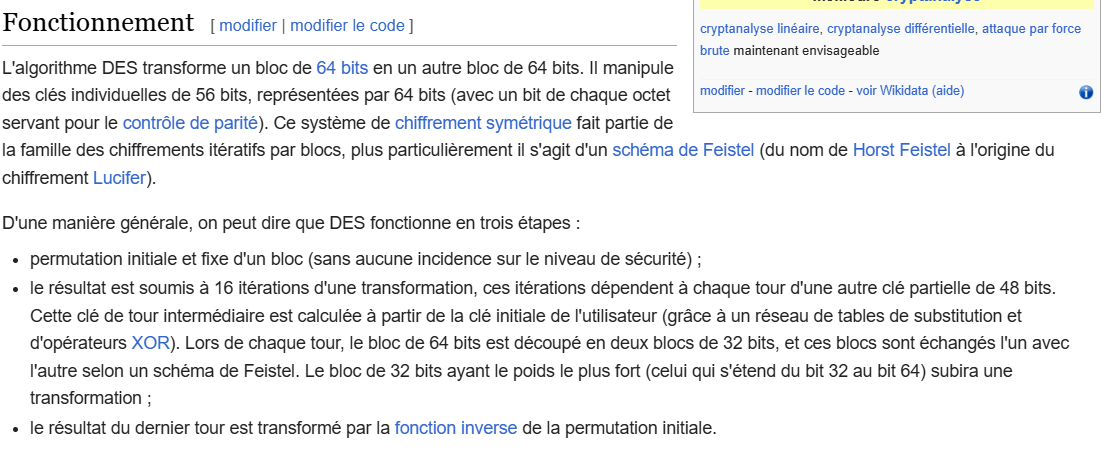 Fonctionnement [ modifier | modifier le code ]
cryptanalyse linéaire, cryptanalyse différentielle, attaque par force
brute maintenant envisageable
modifier - modifier le code - voir Wikidata (aide)
L'algorithme DES transforme un bloc de 64 bits en un autre bloc de 64 bits. Il manipule
des clés individuelles de 56 bits, représentées par 64 bits (avec un bit de chaque octet
servant pour le contrôle de parité). Ce système de chiffrement symétrique fait partie de
la famille des chiffrements itératifs par blocs, plus particulièrement il s'agit d'un schéma de Feistel (du nom de Horst Feistel à l'origine du
chiffrement Lucifer).
D'une manière générale, on peut dire que DES fonctionne en trois étapes :
• permutation initiale et fixe d'un bloc (sans aucune incidence sur le niveau de sécurité) ;
• le résultat est soumis à 16 itérations d'une transformation, ces itérations dépendent à chaque tour d'une autre clé partielle de 48 bits.
Cette clé de tour intermédiaire est calculée à partir de la clé initiale de l'utilisateur (grâce à un réseau de tables de substitution et
d'opérateurs XOR). Lors de chaque tour, le bloc de 64 bits est découpé en deux blocs de 32 bits, et ces blocs sont échangés l'un avec
l'autre selon un schéma de Feistel. Le bloc de 32 bits ayant le poids le plus fort (celui qui s'étend du bit 32 au bit 64) subira une
transformation ;
• le résultat du dernier tour est transformé par la fonction inverse de la permutation initiale.